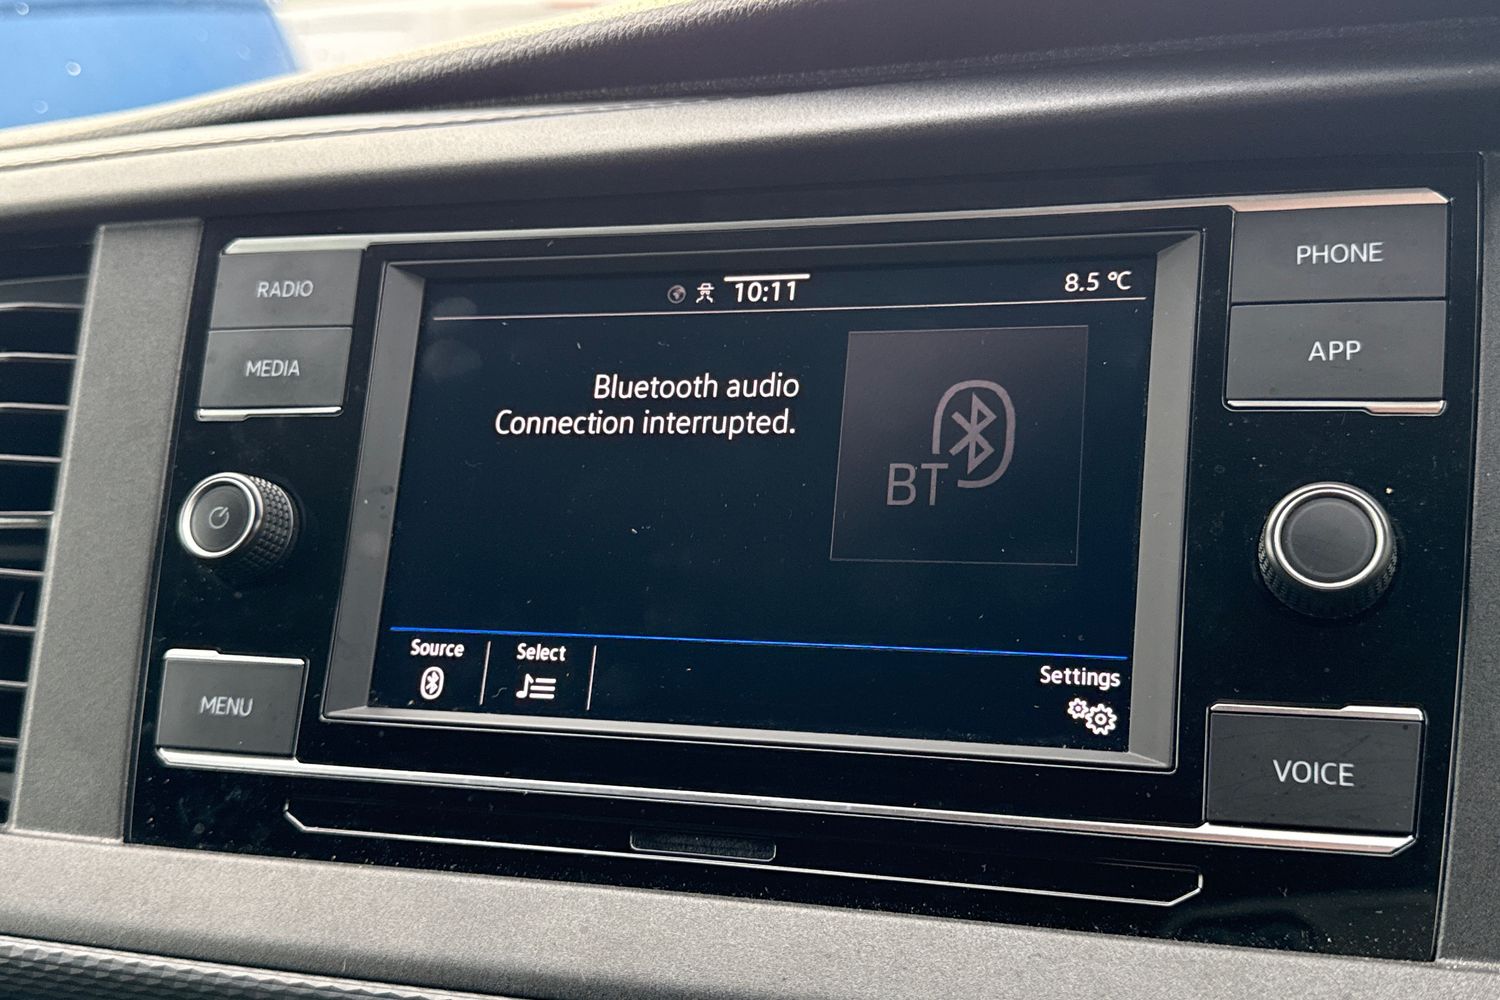 RADIO
MEDIA
10:11
8.5 °C
Bluetooth audio
Connection interrupted.
BT
Source
Select
Settings
PHONE
APP
MENU
VOICE